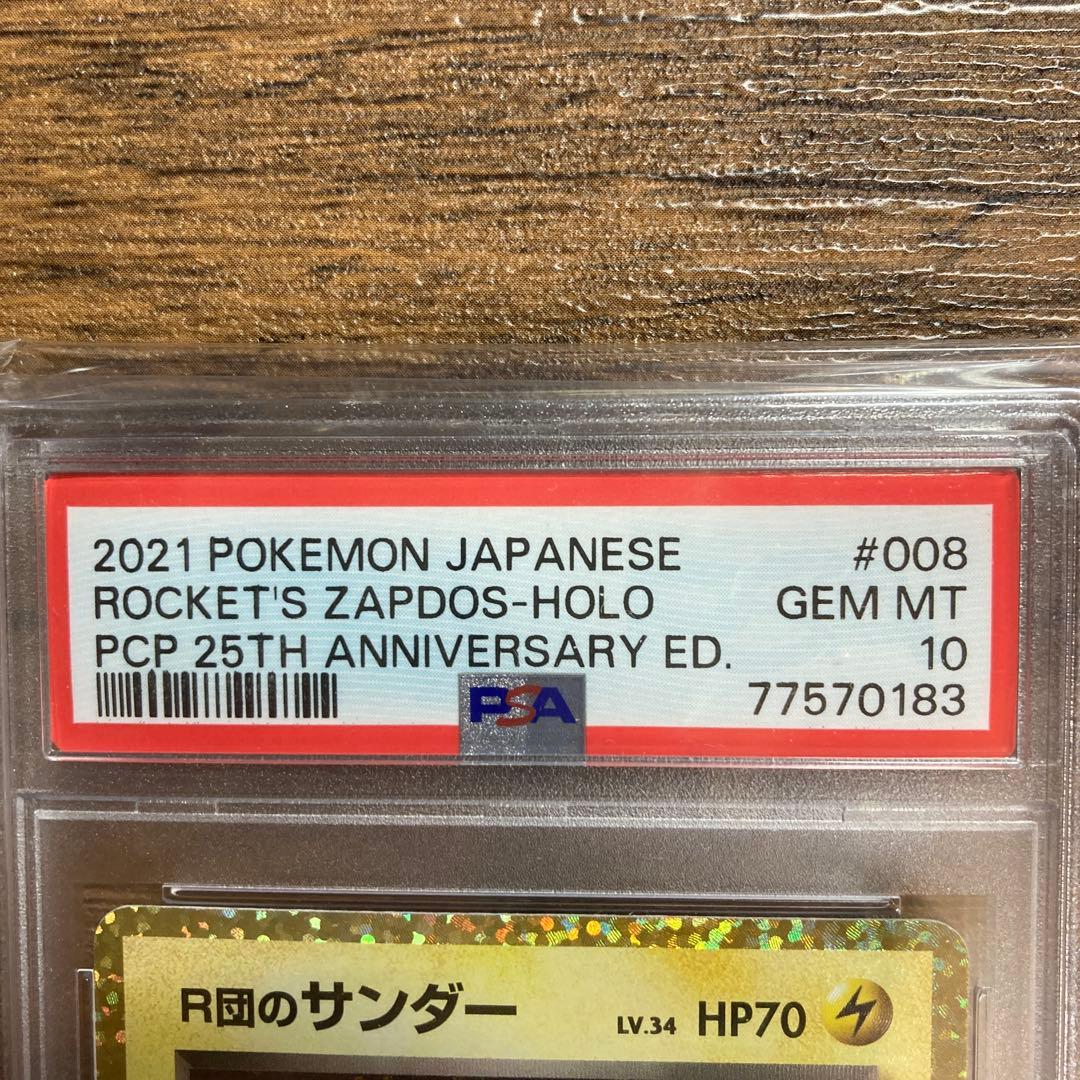 2021 POKEMON JAPANESE #008
ROCKET'S ZAPDOS-HOLO GEM MT
PCP 25TH ANNIVERSARY ED. 10
PSA 77570183
R団のサンダー LV.34 HP70